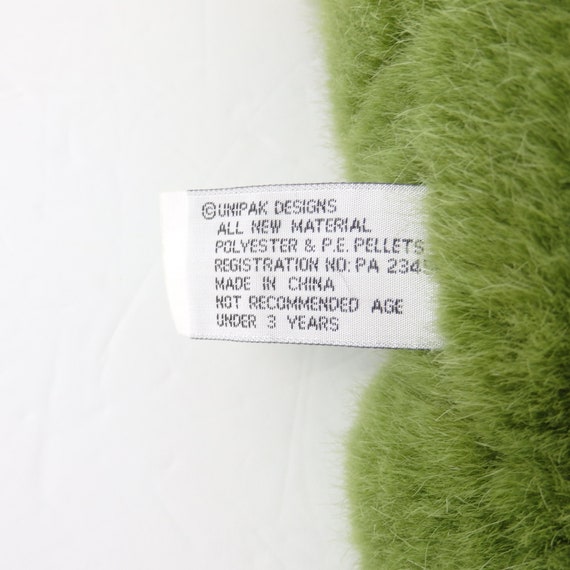 ©UNIPAK DESIGNS
ALL NEW MATERIAL
POLYESTER & P.E. PELLETS
REGISTRATION NO: PA 234
MADE IN CHINA
NOT RECOMMENDED AGE
UNDER 3 YEARS